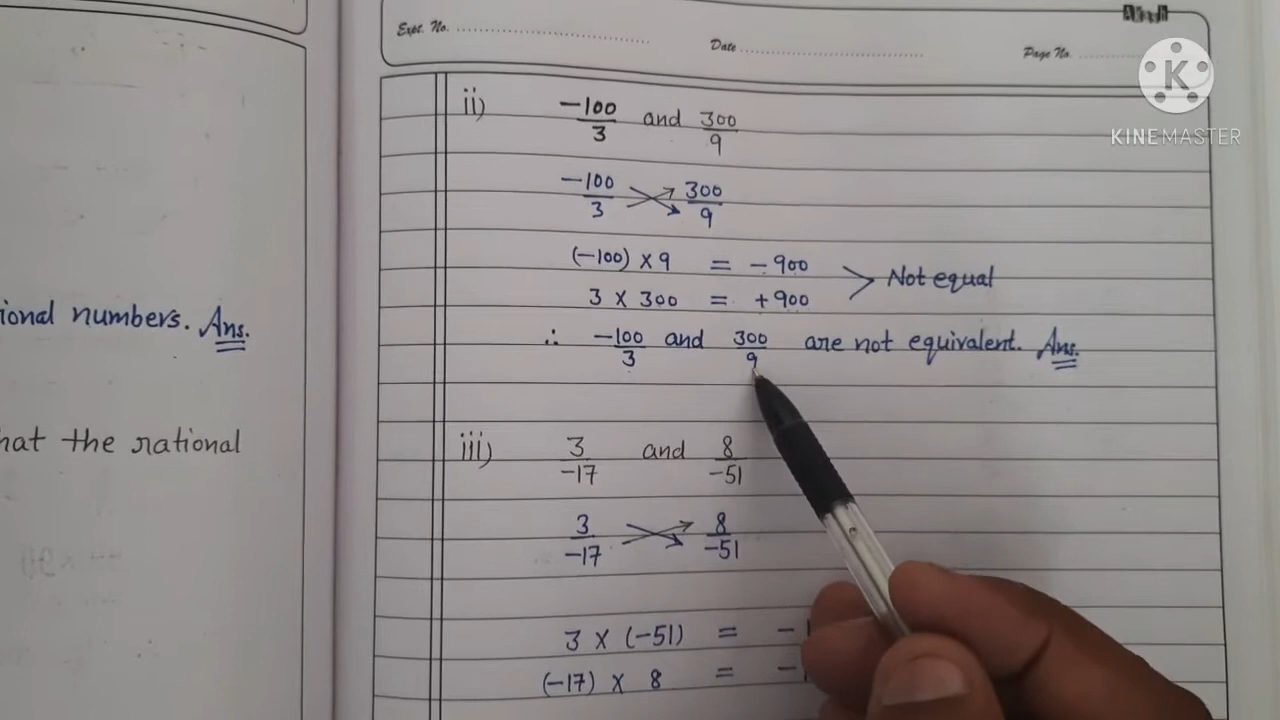 Expt. No.
Date
Page No.
K
KINEMASTER
ii) -100/3 and 300/9
-100/3 300/9
(-100) × 9 = - 900
3 × 300 = + 900
> Not equal
∴ -100/3 and 300/9 are not equivalent. Ans.
iii) 3/-17 and 8/-51
3/-17 8/-51
3 × (-51) = -
(-17) × 8 = -
ional numbers. Ans.
hat the rational